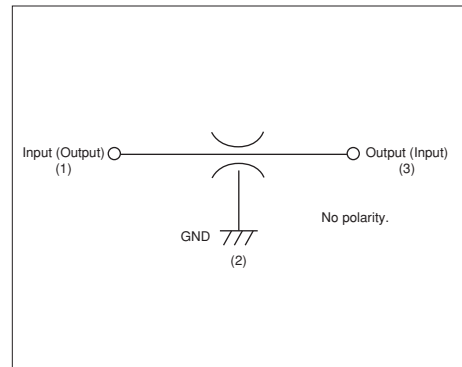 Input (Output)
(1)
Output (Input)
(3)
No polarity.
GND
(2)